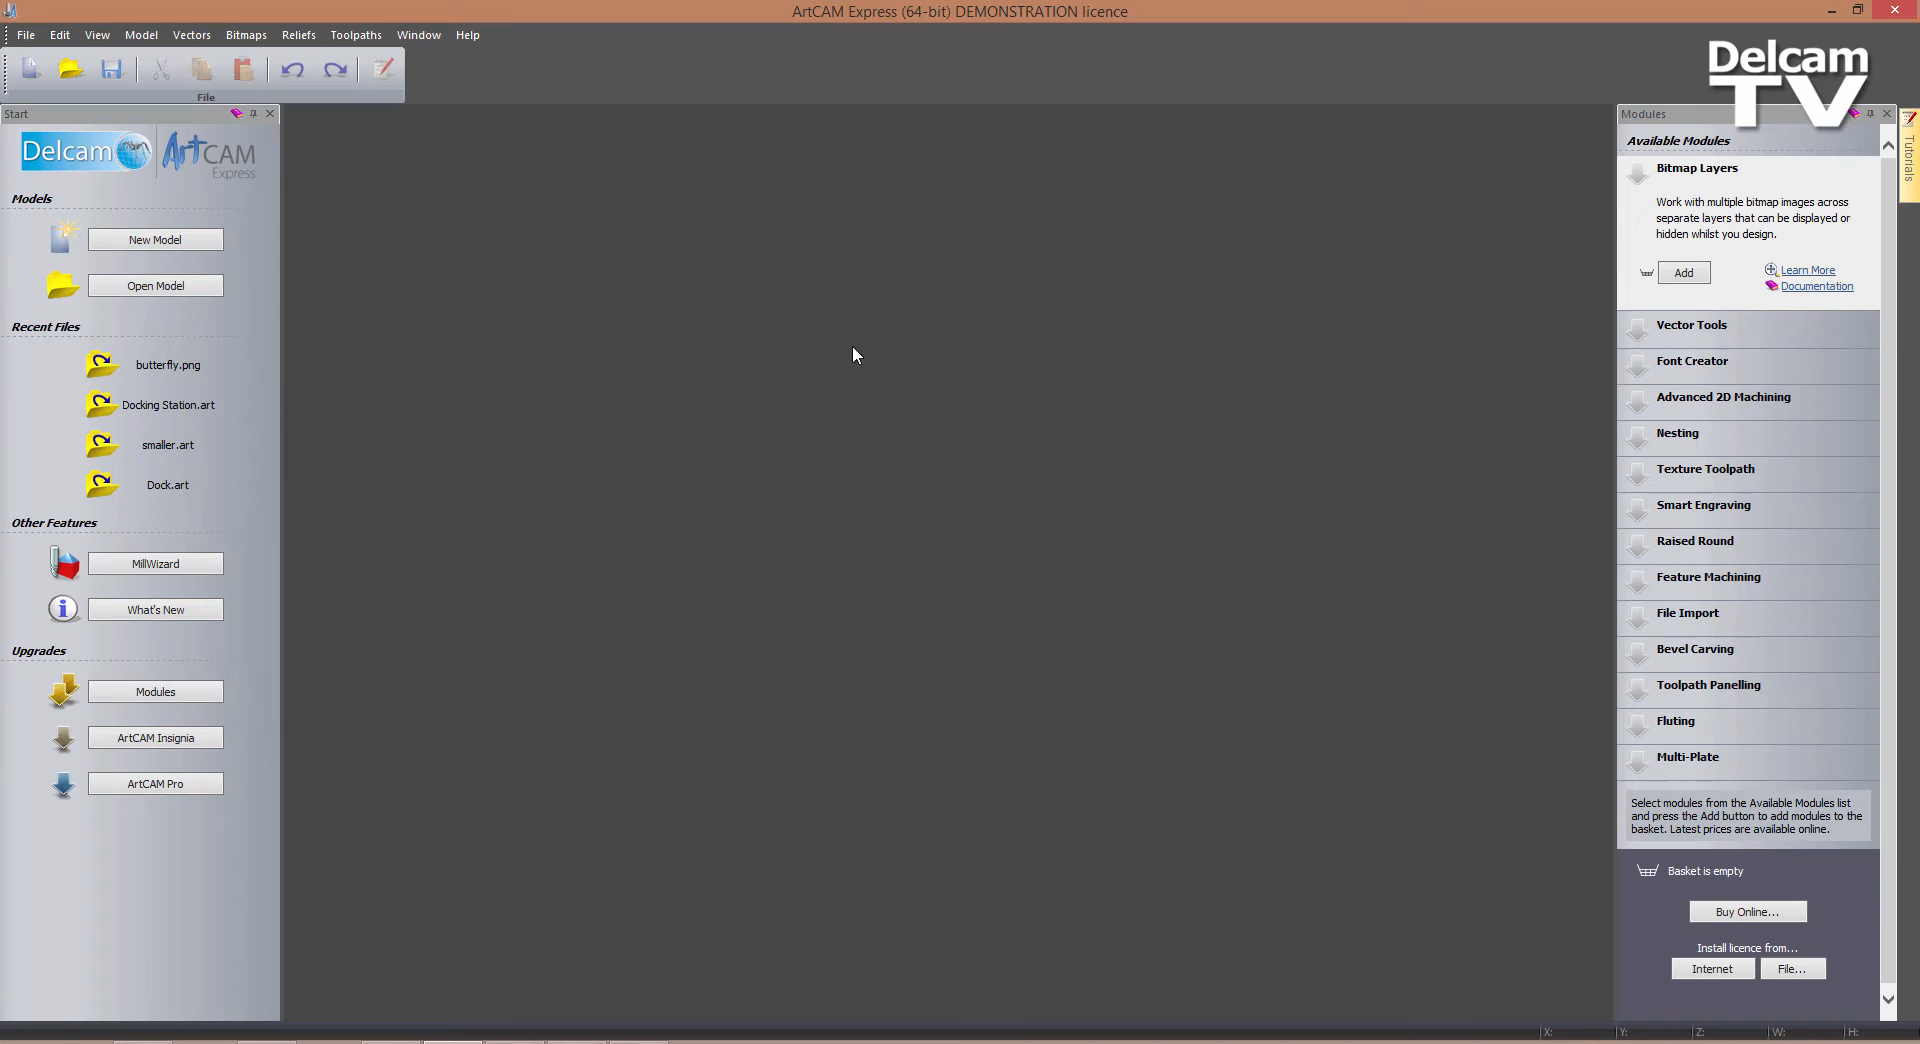 ArtCAM Express (64-bit) DEMONSTRATION licence
File Edit View Model Vectors Bitmaps Reliefs Toolpaths Window Help
Delcam
TV
File
Start
Delcam ArtCAM
Express
Models
New Model
Open Model
Recent Files
butterfly.png
Docking Station.art
smaller.art
Dock.art
Other Features
MillWizard
What's New
Upgrades
Modules
ArtCAM Insignia
ArtCAM Pro
Modules
Tutorials
Available Modules
Bitmap Layers
Work with multiple bitmap images across
separate layers that can be displayed or
hidden whilst you design.
Add
Learn More
Documentation
Vector Tools
Font Creator
Advanced 2D Machining
Nesting
Texture Toolpath
Smart Engraving
Raised Round
Feature Machining
File Import
Bevel Carving
Toolpath Panelling
Fluting
Multi-Plate
Select modules from the Available Modules list
and press the Add button to add modules to the
basket. Latest prices are available online.
Basket is empty
Buy Online...
Install licence from...
Internet File...
X: Y: Z: W: H: